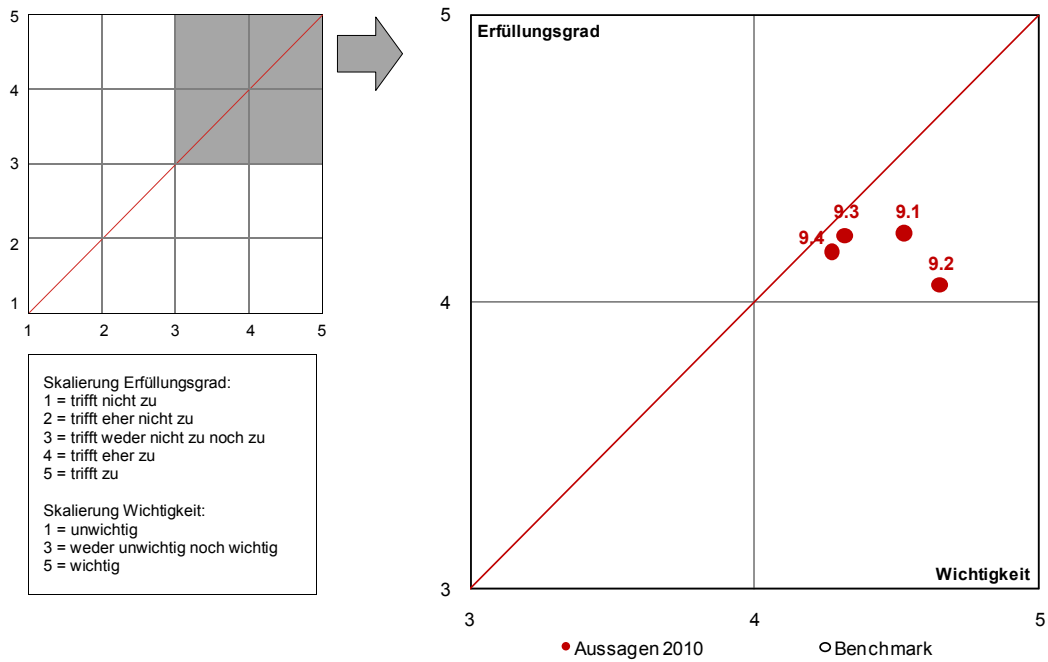 5
4
3
2
1
1 2 3 4 5
Skalierung Erfüllungsgrad:
1 = trifft nicht zu
2 = trifft eher nicht zu
3 = trifft weder nicht zu noch zu
4 = trifft eher zu
5 = trifft zu
Skalierung Wichtigkeit:
1 = unwichtig
3 = weder unwichtig noch wichtig
5 = wichtig
5
Erfüllungsgrad
9.3 9.1
9.4
9.2
4
Wichtigkeit
3
3 4 5
Aussagen 2010 Benchmark